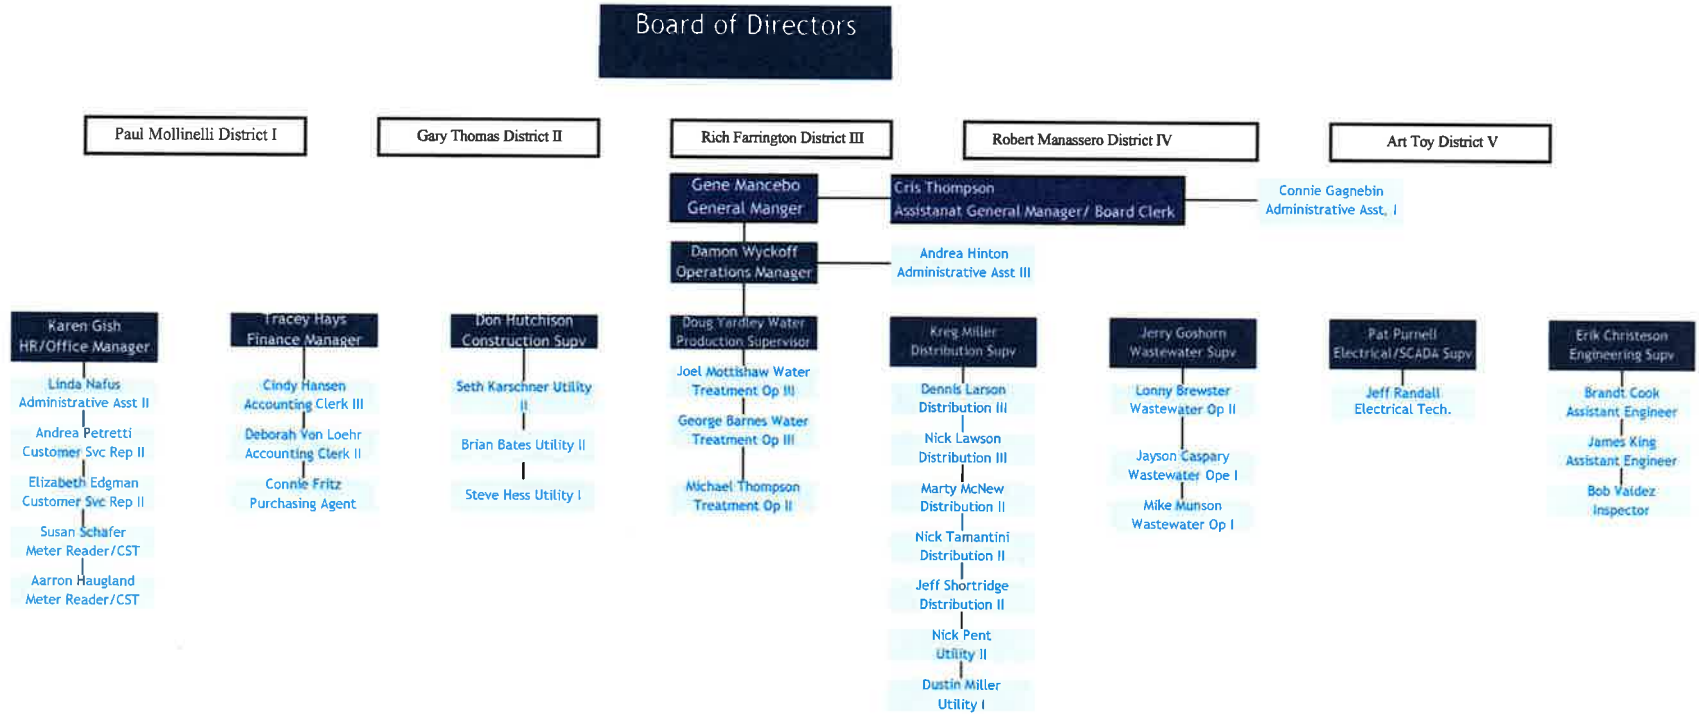 Board of Directors
Paul Mollinelli District I
Gary Thomas District II
Rich Farrington District III
Robert Manassero District IV
Art Toy District V
Gene Mancebo
General Manger
Cris Thompson
Assistanat General Manager/ Board Clerk
Connie Gagnebin
Administrative Asst, I
Damon Wyckoff
Operations Manager
Andrea Hinton
Administrative Asst III
Karen Gish
HR/Office Manager
Linda Nafus
Administrative Asst II
Andrea Petretti
Customer Svc Rep II
Elizabeth Edgman
Customer Svc Rep II
Susan Schafer
Meter Reader/CST
Aarron Haugland
Meter Reader/CST
Tracey Hays
Finance Manager
Cindy Hansen
Accounting Clerk III
Deborah Von Loehr
Accounting Clerk II
Connie Fritz
Purchasing Agent
Don Hutchison
Construction Supv
Seth Karschner Utility
II
Brian Bates Utility II
Steve Hess Utility I
Doug Yardley Water
Production Supervisor
Joel Mottishaw Water
Treatment Op III
George Barnes Water
Treatment Op III
Michael Thompson
Treatment Op II
Kreg Miller
Distribution Supv
Dennis Larson
Distribution III
Nick Lawson
Distribution III
Marty McNew
Distribution II
Nick Tamantini
Distribution II
Jeff Shortridge
Distribution II
Nick Pent
Utility II
Dustin Miller
Utility I
Jerry Goshorn
Wastewater Supv
Lonny Brewster
Wastewater Op II
Jayson Caspary
Wastewater Ope I
Mike Munson
Wastewater Op I
Pat Purnell
Electrical/SCADA Supv
Jeff Randall
Electrical Tech.
Erik Christeson
Engineering Supv
Brandt Cook
Assistant Engineer
James King
Assistant Engineer
Bob Valdez
Inspector